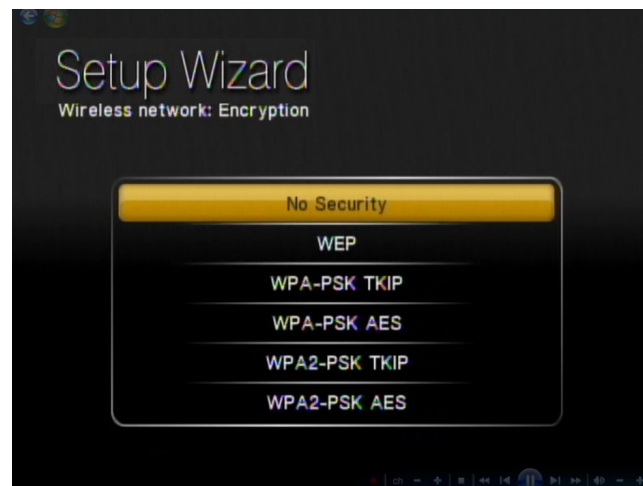 Setup Wizard
Wireless network: Encryption
No Security
WEP
WPA-PSK TKIP
WPA-PSK AES
WPA2-PSK TKIP
WPA2-PSK AES
ch